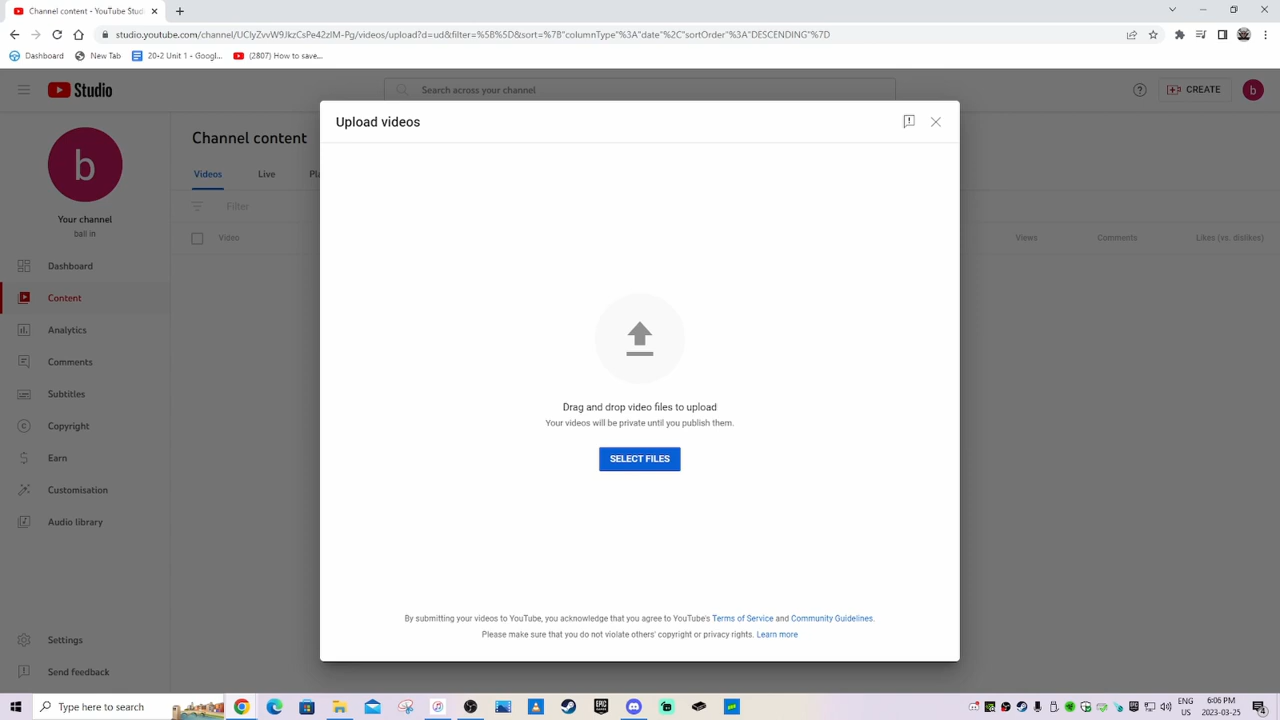 Channel content - YouTube Studi
studio.youtube.com/channel/UCIyZvvW9JkzCsPe42zIM-Pg/videos/upload?d=ud&filter=%5B%5D&sort=%7B"columnType"%3A"date"%2C"sortOrder"%3A"DESCENDING"%7D
Dashboard New Tab 20-2 Unit 1 - Googl... (2807) How to save...
Studio Search across your channel CREATE b
Upload videos
Channel content
b
Videos Live Pla
Filter
Your channel
ball in
Video Views Comments Likes (vs. dislikes)
Dashboard
Content
Analytics
Comments
Subtitles
Copyright
Earn
Customisation
Audio library
Drag and drop video files to upload
Your videos will be private until you publish them.
SELECT FILES
By submitting your videos to YouTube, you acknowledge that you agree to YouTube's Terms of Service and Community Guidelines.
Please make sure that you do not violate others' copyright or privacy rights. Learn more
Settings
Send feedback
Type here to search
EPIC
ENG
US
6:06 PM
2023-03-25